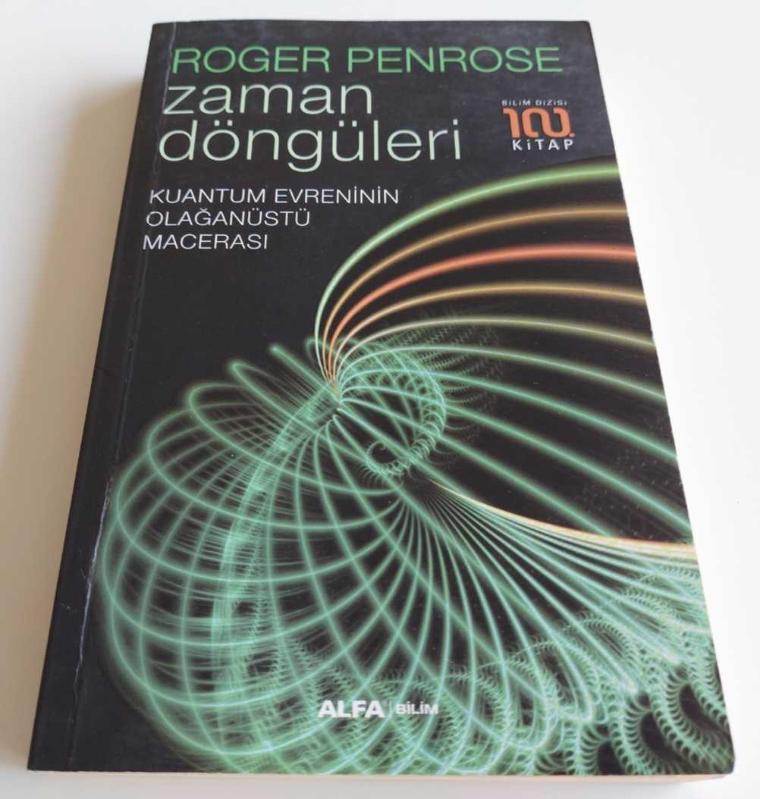 ROGER PENROSE
zaman
döngüleri
BİLİM DİZİSİ
100.
KİTAP
KUANTUM EVRENİNİN
OLAĞANÜSTÜ
MACERASI
ALFA BİLİM